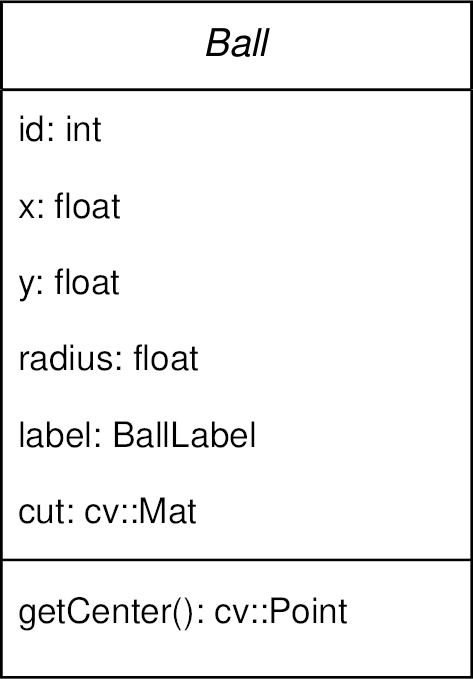 Ball
id: int
x: float
y: float
radius: float
label: BallLabel
cut: cv::Mat
getCenter(): cv::Point